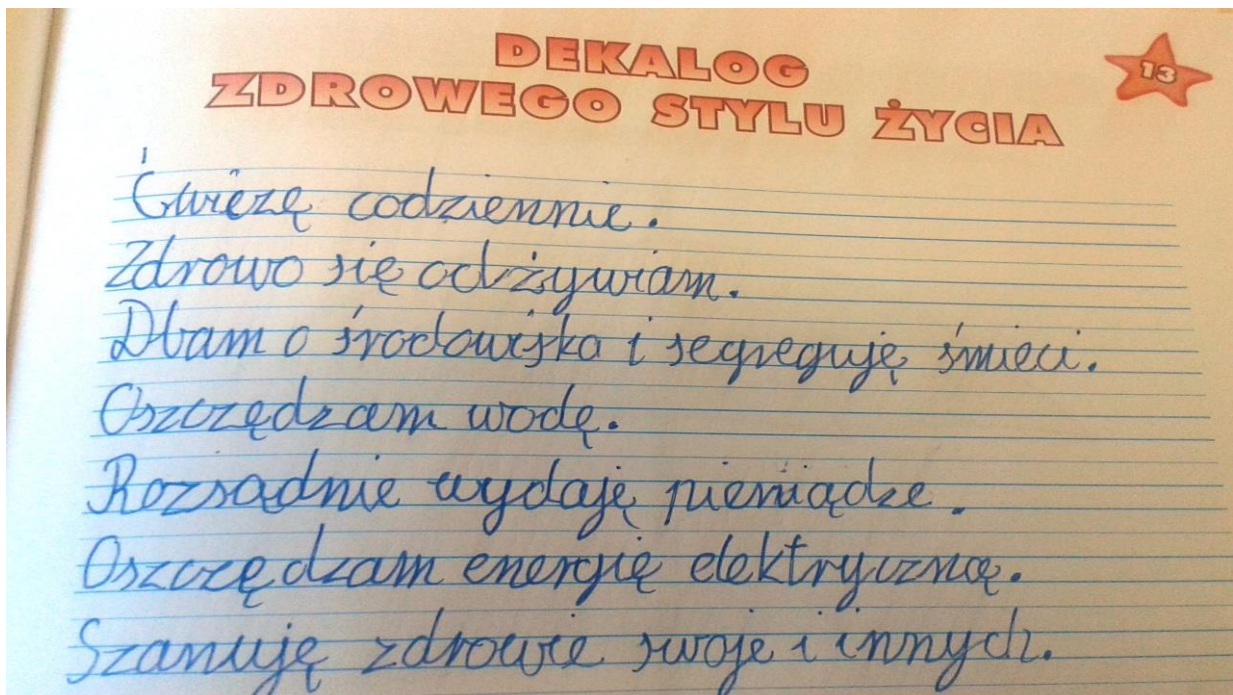 DEKALOG
ZDROWEGO STYLU ŻYCIA
13
Ćwiczę codziennie.
Zdrowo się odżywiam.
Dbam o środowiska i segreguję śmieci.
Oszczędzam wodę.
Rozsądnie wydaję pieniądze.
Oszczędzam energię elektryczną.
Szanuję zdrowie swoje i innych.